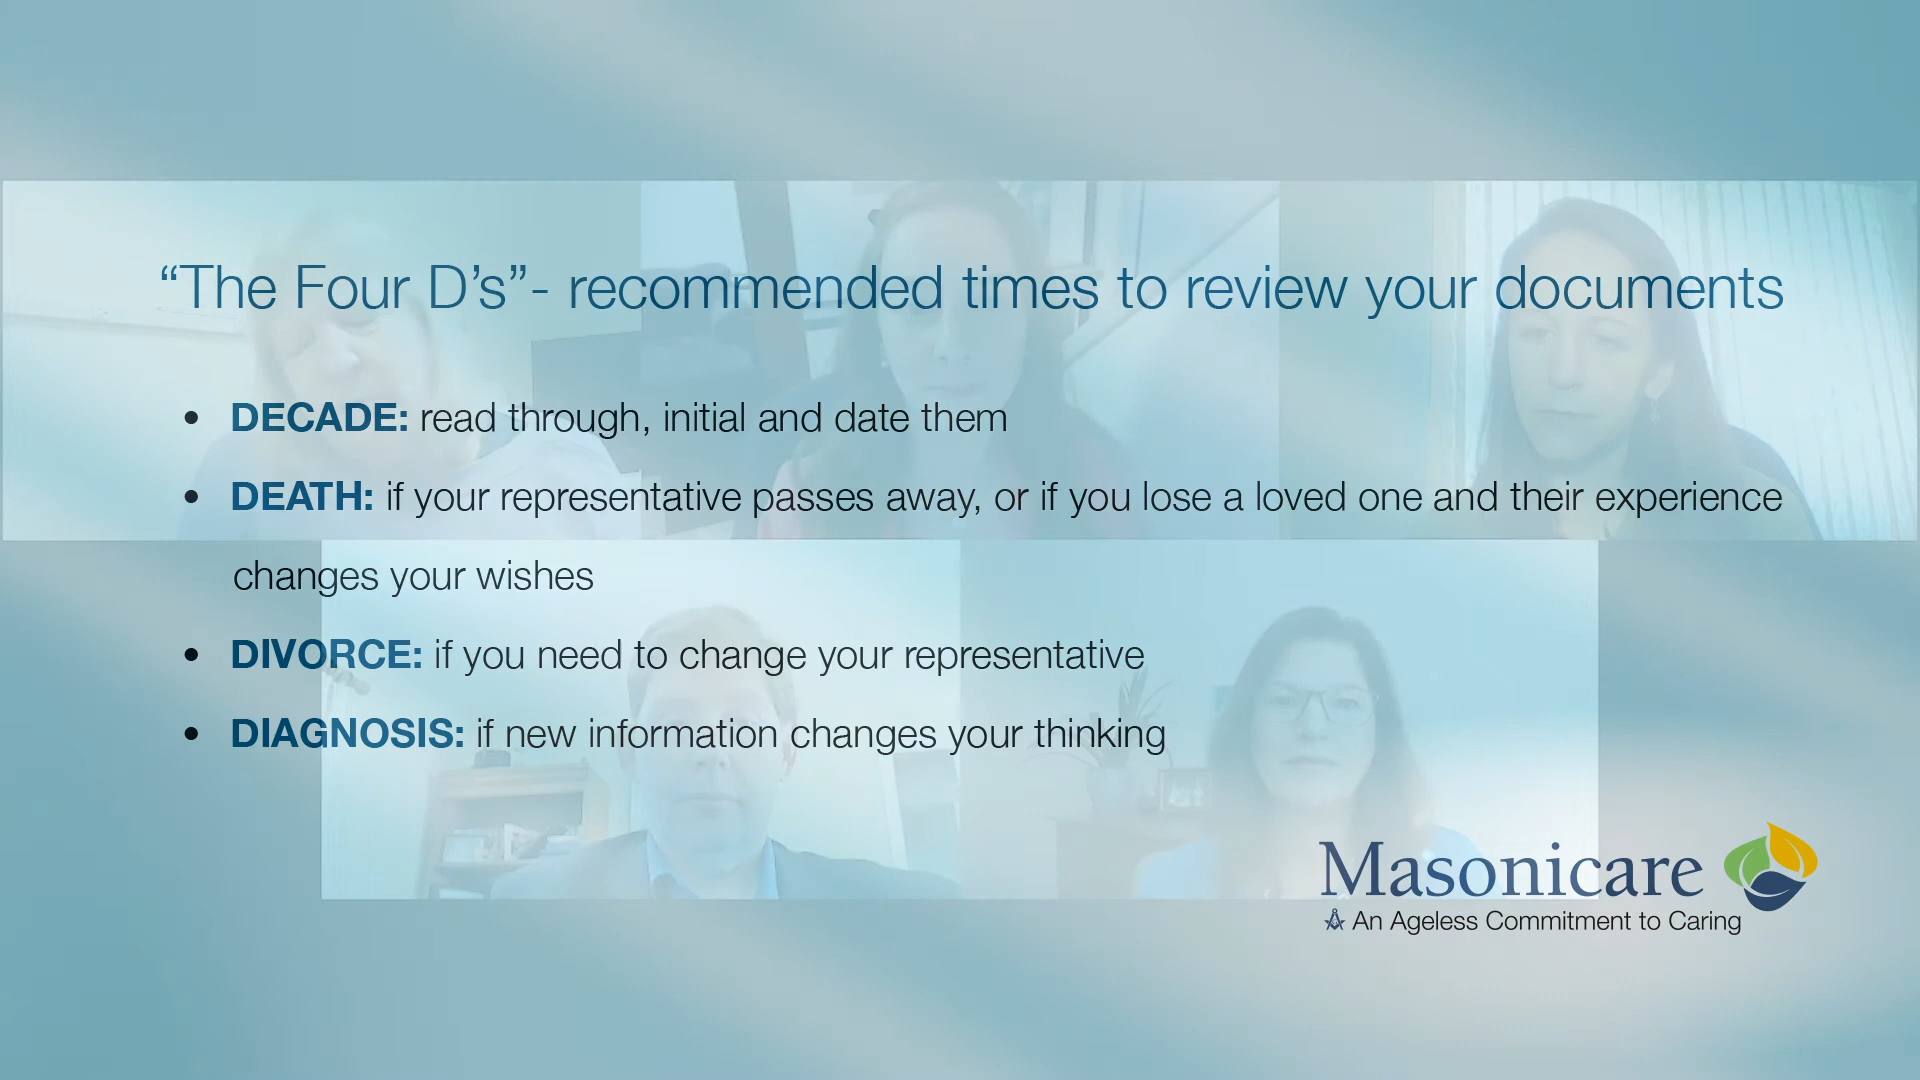 “The Four D’s”- recommended times to review your documents
• DECADE: read through, initial and date them
• DEATH: if your representative passes away, or if you lose a loved one and their experience
changes your wishes
• DIVORCE: if you need to change your representative
• DIAGNOSIS: if new information changes your thinking
Masonicare
An Ageless Commitment to Caring